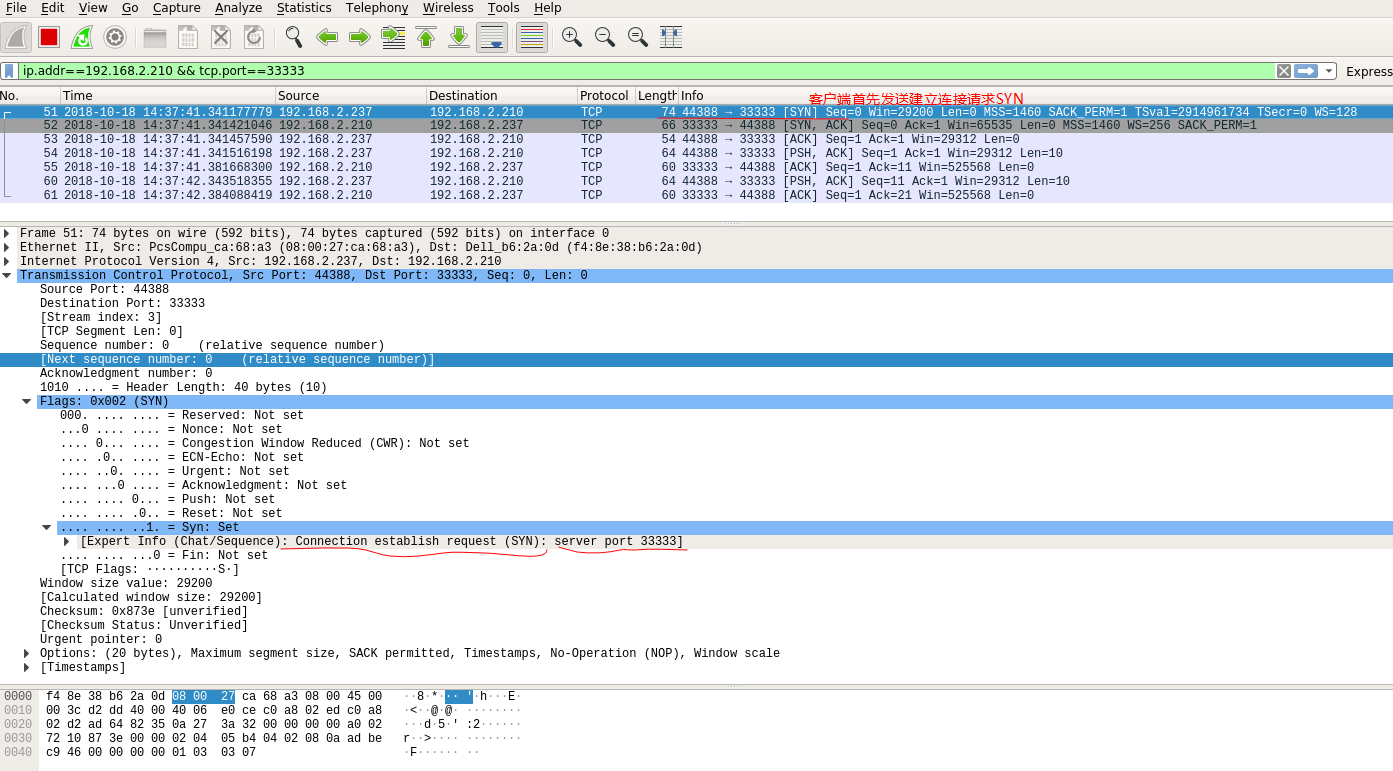 File Edit View Go Capture Analyze Statistics Telephony Wireless Tools Help
ip.addr==192.168.2.210 && tcp.port==33333 Express
No. Time Source Destination Protocol Length Info
客户端首先发送建立连接请求SYN
51 2018-10-18 14:37:41.341177779 192.168.2.237 192.168.2.210 TCP 74 44388 → 33333 [SYN] Seq=0 Win=29200 Len=0 MSS=1460 SACK_PERM=1 TSval=2914961734 TSecr=0 WS=128
52 2018-10-18 14:37:41.341421046 192.168.2.210 192.168.2.237 TCP 66 33333 → 44388 [SYN, ACK] Seq=0 Ack=1 Win=65535 Len=0 MSS=1460 WS=256 SACK_PERM=1
53 2018-10-18 14:37:41.341457590 192.168.2.237 192.168.2.210 TCP 54 44388 → 33333 [ACK] Seq=1 Ack=1 Win=29312 Len=0
54 2018-10-18 14:37:41.341516198 192.168.2.237 192.168.2.210 TCP 64 44388 → 33333 [PSH, ACK] Seq=1 Ack=1 Win=29312 Len=10
55 2018-10-18 14:37:41.381668300 192.168.2.210 192.168.2.237 TCP 60 33333 → 44388 [ACK] Seq=1 Ack=11 Win=525568 Len=0
60 2018-10-18 14:37:42.343518355 192.168.2.237 192.168.2.210 TCP 64 44388 → 33333 [PSH, ACK] Seq=11 Ack=1 Win=29312 Len=10
61 2018-10-18 14:37:42.384088419 192.168.2.210 192.168.2.237 TCP 60 33333 → 44388 [ACK] Seq=1 Ack=21 Win=525568 Len=0
Frame 51: 74 bytes on wire (592 bits), 74 bytes captured (592 bits) on interface 0
Ethernet II, Src: PcsCompu_ca:68:a3 (08:00:27:ca:68:a3), Dst: Dell_b6:2a:0d (f4:8e:38:b6:2a:0d)
Internet Protocol Version 4, Src: 192.168.2.237, Dst: 192.168.2.210
Transmission Control Protocol, Src Port: 44388, Dst Port: 33333, Seq: 0, Len: 0
Source Port: 44388
Destination Port: 33333
[Stream index: 3]
[TCP Segment Len: 0]
Sequence number: 0 (relative sequence number)
[Next sequence number: 0 (relative sequence number)]
Acknowledgment number: 0
1010 .... = Header Length: 40 bytes (10)
Flags: 0x002 (SYN)
000. .... .... = Reserved: Not set
...0 .... .... = Nonce: Not set
.... 0... .... = Congestion Window Reduced (CWR): Not set
.... .0.. .... = ECN-Echo: Not set
.... ..0. .... = Urgent: Not set
.... ...0 .... = Acknowledgment: Not set
.... .... 0... = Push: Not set
.... .... .0.. = Reset: Not set
.... .... ..1. = Syn: Set
[Expert Info (Chat/Sequence): Connection establish request (SYN): server port 33333]
.... .... ...0 = Fin: Not set
[TCP Flags: ··········S·]
Window size value: 29200
[Calculated window size: 29200]
Checksum: 0x873e [unverified]
[Checksum Status: Unverified]
Urgent pointer: 0
Options: (20 bytes), Maximum segment size, SACK permitted, Timestamps, No-Operation (NOP), Window scale
[Timestamps]
0000 f4 8e 38 b6 2a 0d 08 00 27 ca 68 a3 08 00 45 00 ··8·*··· '·h···E·
0010 00 3c d2 dd 40 00 40 06 e0 ce c0 a8 02 ed c0 a8 ·<··@·@· ········
0020 02 d2 ad 64 82 35 0a 27 3a 32 00 00 00 00 a0 02 ···d·5·' :2······
0030 72 10 87 3e 00 00 02 04 05 b4 04 02 08 0a ad be r··>···· ········
0040 c9 46 00 00 00 00 01 03 03 07 ·F······ ··